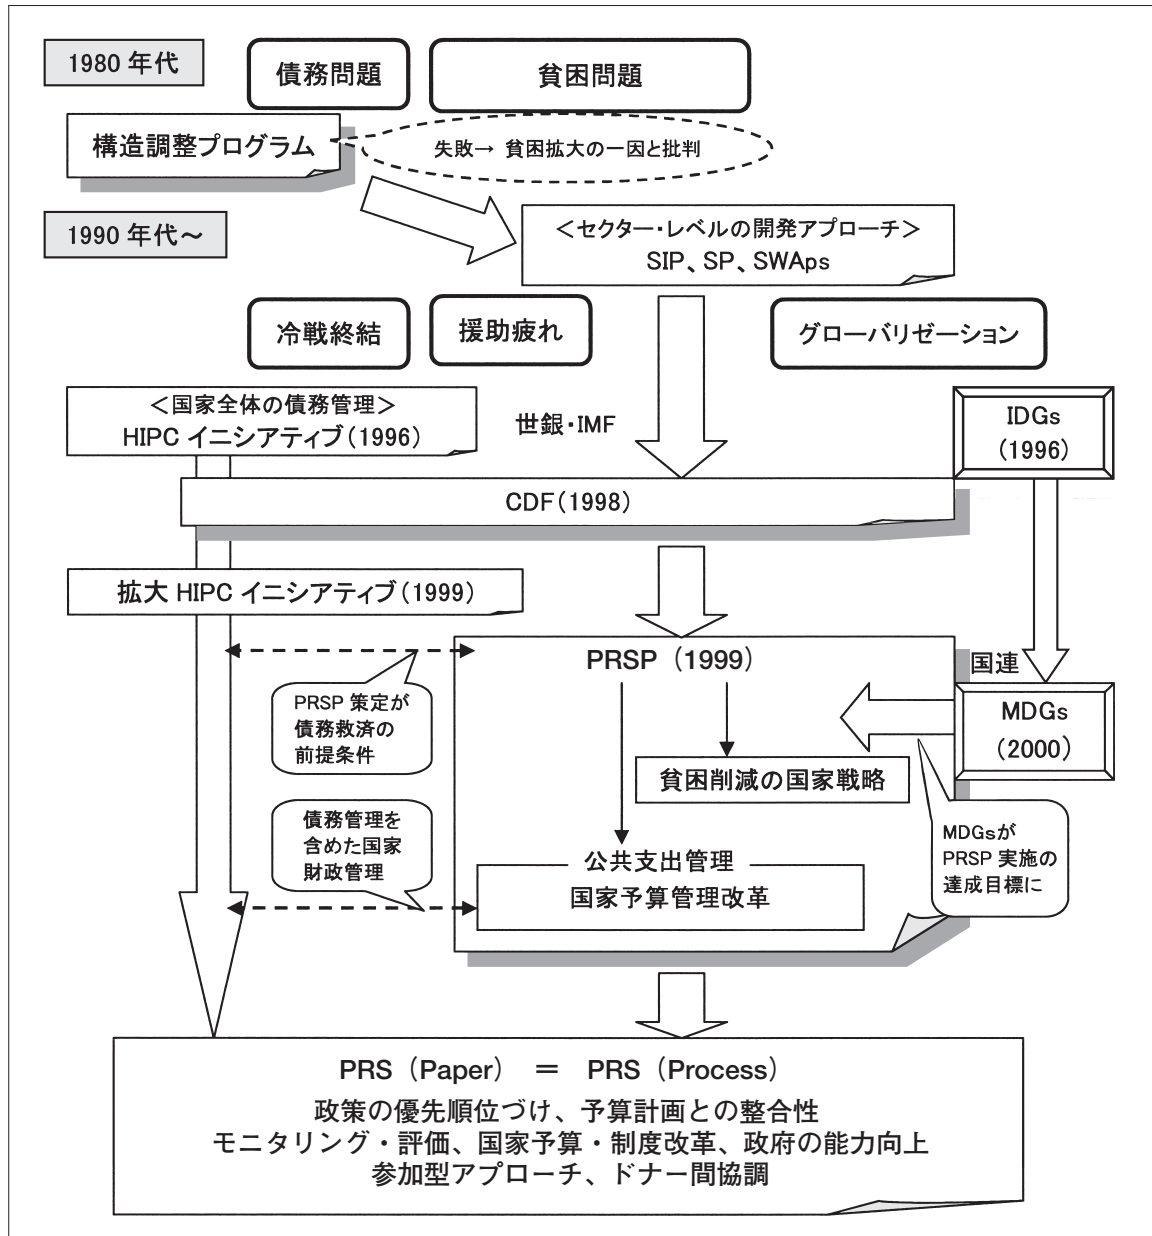 1980 年代
債務問題
貧困問題
構造調整プログラム
失敗→ 貧困拡大の一因と批判
1990 年代～
＜セクター・レベルの開発アプローチ＞
SIP、SP、SWAps
冷戦終結
援助疲れ
グローバリゼーション
＜国家全体の債務管理＞
HIPC イニシアティブ（1996）
世銀・IMF
IDGs
（1996）
CDF（1998）
拡大 HIPC イニシアティブ（1999）
PRSP（1999）
国連
MDGs
（2000）
PRSP 策定が
債務救済の
前提条件
貧困削減の国家戦略
債務管理を
含めた国家
財政管理
MDGsが
PRSP 実施の
達成目標に
公共支出管理
国家予算管理改革
PRS（Paper） ＝ PRS（Process）
政策の優先順位づけ、予算計画との整合性
モニタリング・評価、国家予算・制度改革、政府の能力向上
参加型アプローチ、ドナー間協調